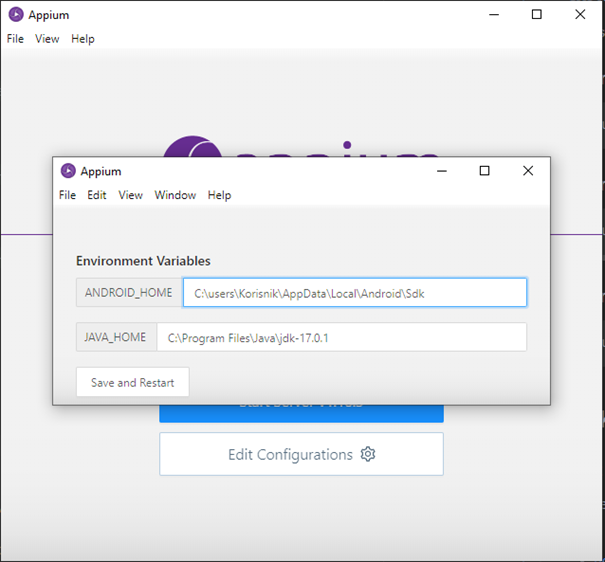 Appium
File View Help
Appium
File Edit View Window Help
Environment Variables
ANDROID_HOME C:\users\Korisnik\AppData\Local\Android\Sdk
JAVA_HOME C:\Program Files\Java\jdk-17.0.1
Save and Restart
Edit Configurations